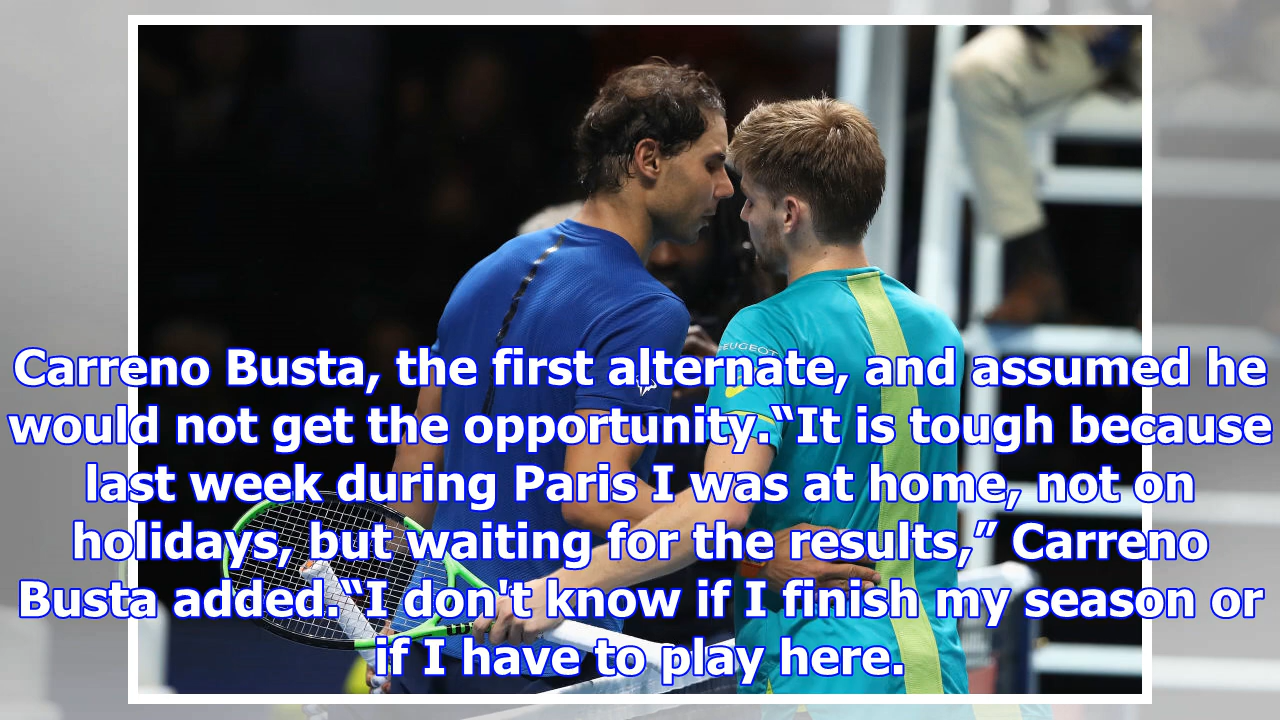 Carreno Busta, the first alternate, and assumed he
would not get the opportunity.“It is tough because
last week during Paris I was at home, not on
holidays, but waiting for the results,” Carreno
Busta added.“I don't know if I finish my season or
if I have to play here.
PEUGEOT